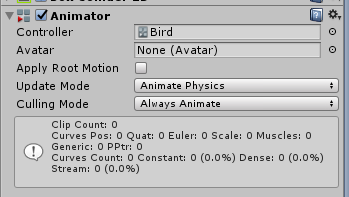 Animator
Controller Bird
Avatar None (Avatar)
Apply Root Motion
Update Mode Animate Physics
Culling Mode Always Animate
Clip Count: 0
Curves Pos: 0 Quat: 0 Euler: 0 Scale: 0 Muscles: 0
Generic: 0 PPtr: 0
Curves Count: 0 Constant: 0 (0.0%) Dense: 0 (0.0%)
Stream: 0 (0.0%)